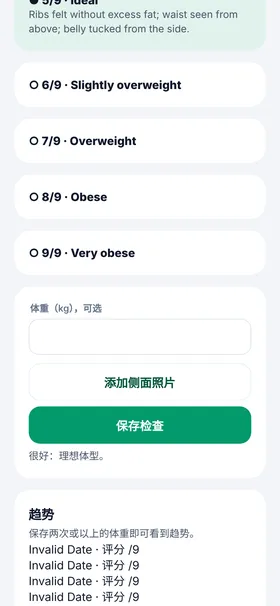 5/9 · Ideal
Ribs felt without excess fat; waist seen from
above; belly tucked from the side.
6/9 · Slightly overweight
7/9 · Overweight
8/9 · Obese
9/9 · Very obese
体重（kg），可选
添加侧面照片
保存检查
很好：理想体型。
趋势
保存两次或以上的体重即可看到趋势。
Invalid Date · 评分 /9
Invalid Date · 评分 /9
Invalid Date · 评分 /9
Invalid Date · 评分 /9